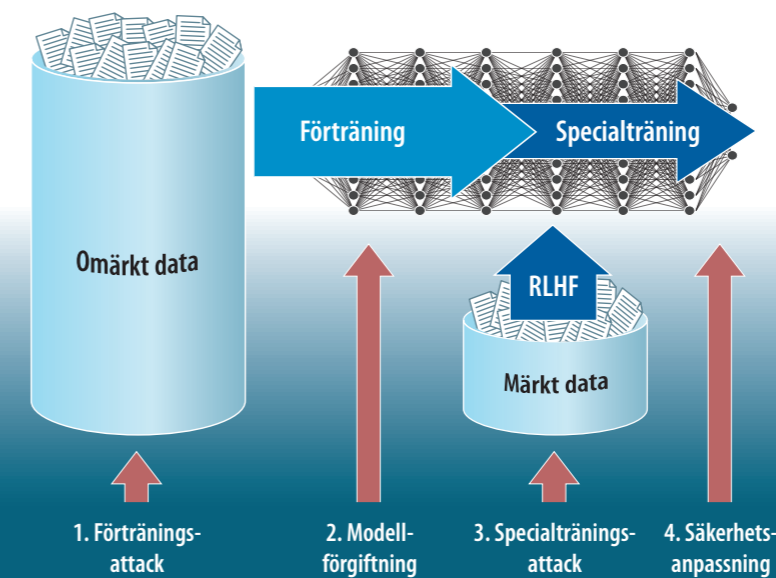 Förträning
Specialträning
Omärkt data
RLHF
Märkt data
1. Förtränings-
attack
2. Modell-
förgiftning
3. Specialtränings-
attack
4. Säkerhets-
anpassning